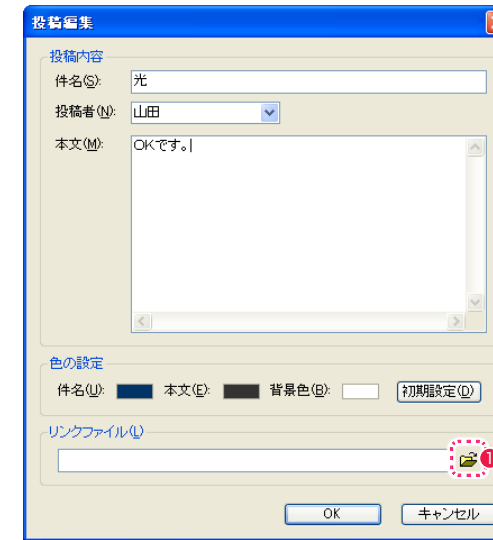 投稿編集
投稿内容
件名(S): 光
投稿者(N): 山田
本文(M): OKです。
色の設定
件名(U): 本文(E): 背景色(B): 初期設定(D)
リンクファイル(L)
1
OK キャンセル